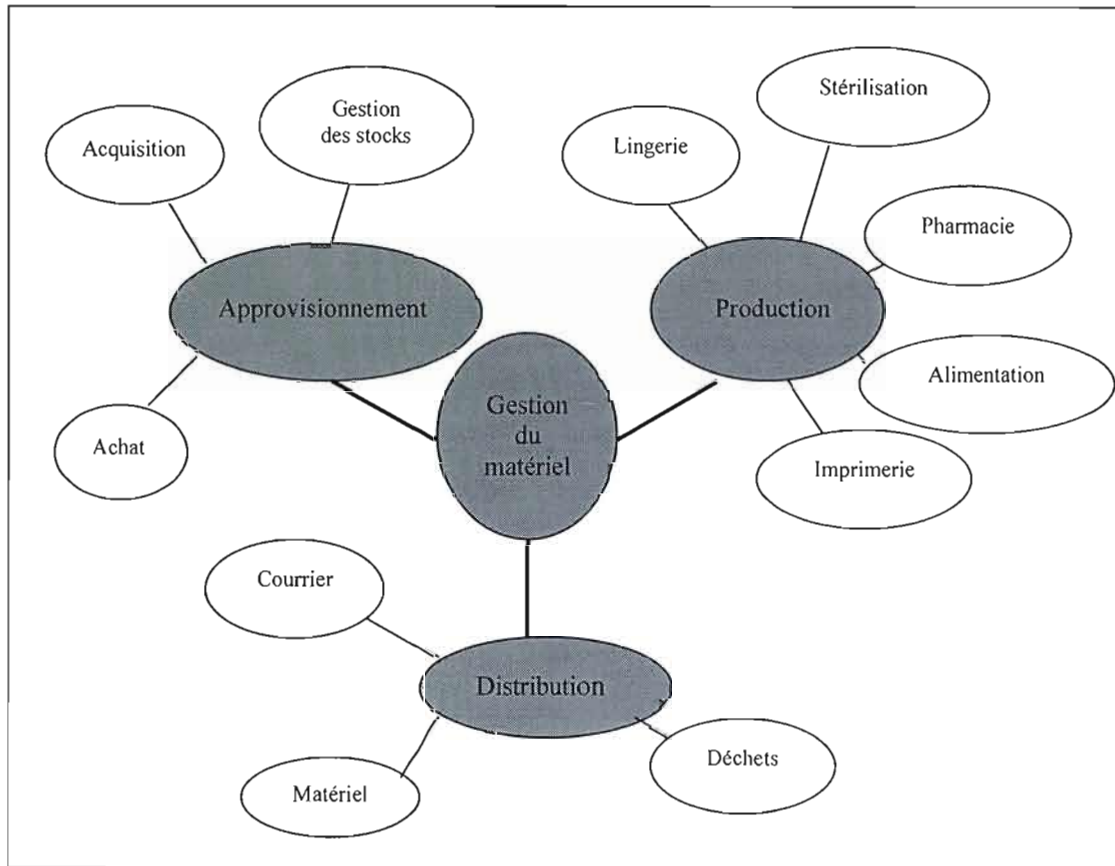 Gestion
des stocks
Acquisition
Approvisionnement
Achat
Stérilisation
Lingerie
Pharmacie
Production
Alimentation
Imprimerie
Gestion
du
matériel
Courrier
Distribution
Matériel
Déchets